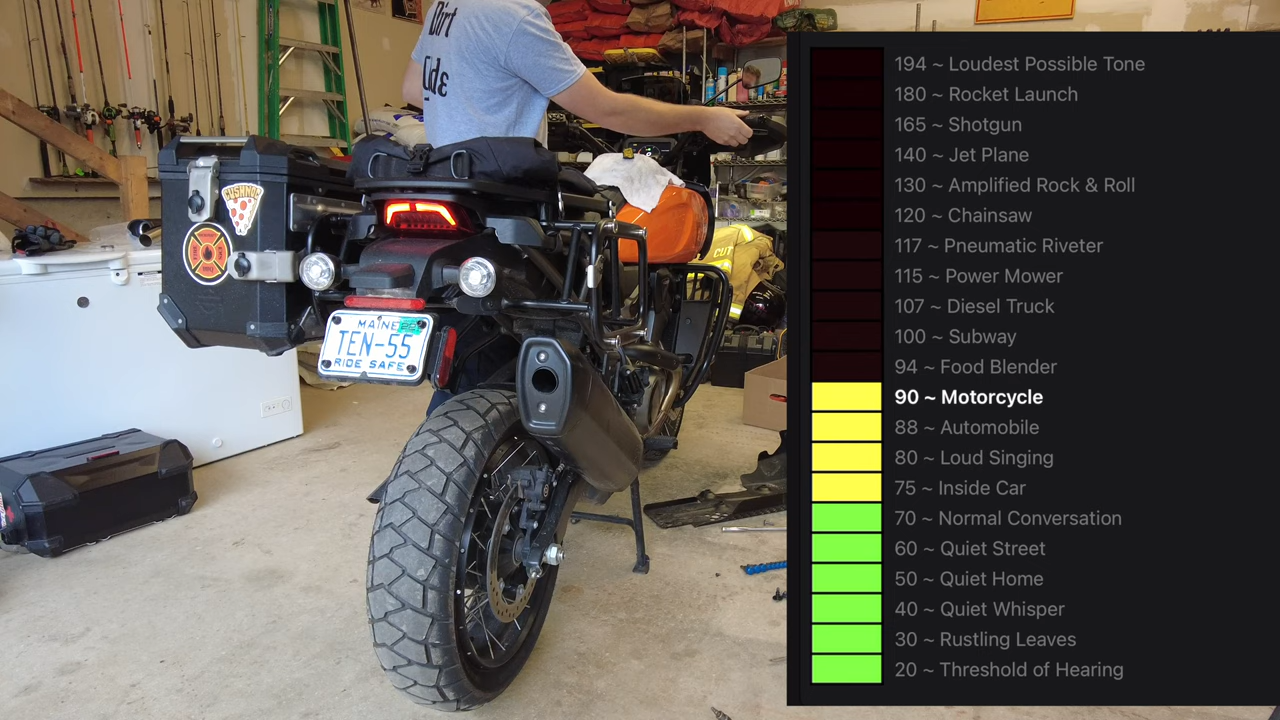 Dirt
CUSHNOC
MAINE
22
TEN-55
RIDE SAFE
CUT
194 ~ Loudest Possible Tone
180 ~ Rocket Launch
165 ~ Shotgun
140 ~ Jet Plane
130 ~ Amplified Rock & Roll
120 ~ Chainsaw
117 ~ Pneumatic Riveter
115 ~ Power Mower
107 ~ Diesel Truck
100 ~ Subway
94 ~ Food Blender
90 ~ Motorcycle
88 ~ Automobile
80 ~ Loud Singing
75 ~ Inside Car
70 ~ Normal Conversation
60 ~ Quiet Street
50 ~ Quiet Home
40 ~ Quiet Whisper
30 ~ Rustling Leaves
20 ~ Threshold of Hearing